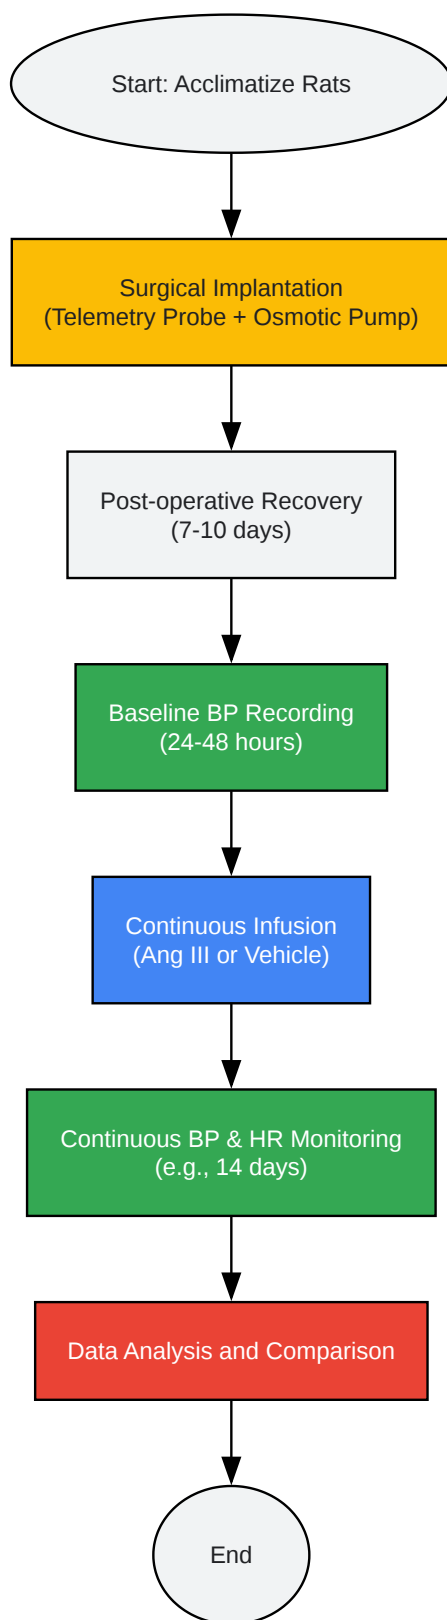 Start: Acclimatize Rats
Surgical Implantation
(Telemetry Probe + Osmotic Pump)
Post-operative Recovery
(7-10 days)
Baseline BP Recording
(24-48 hours)
Continuous Infusion
(Ang III or Vehicle)
Continuous BP & HR Monitoring
(e.g., 14 days)
Data Analysis and Comparison
End